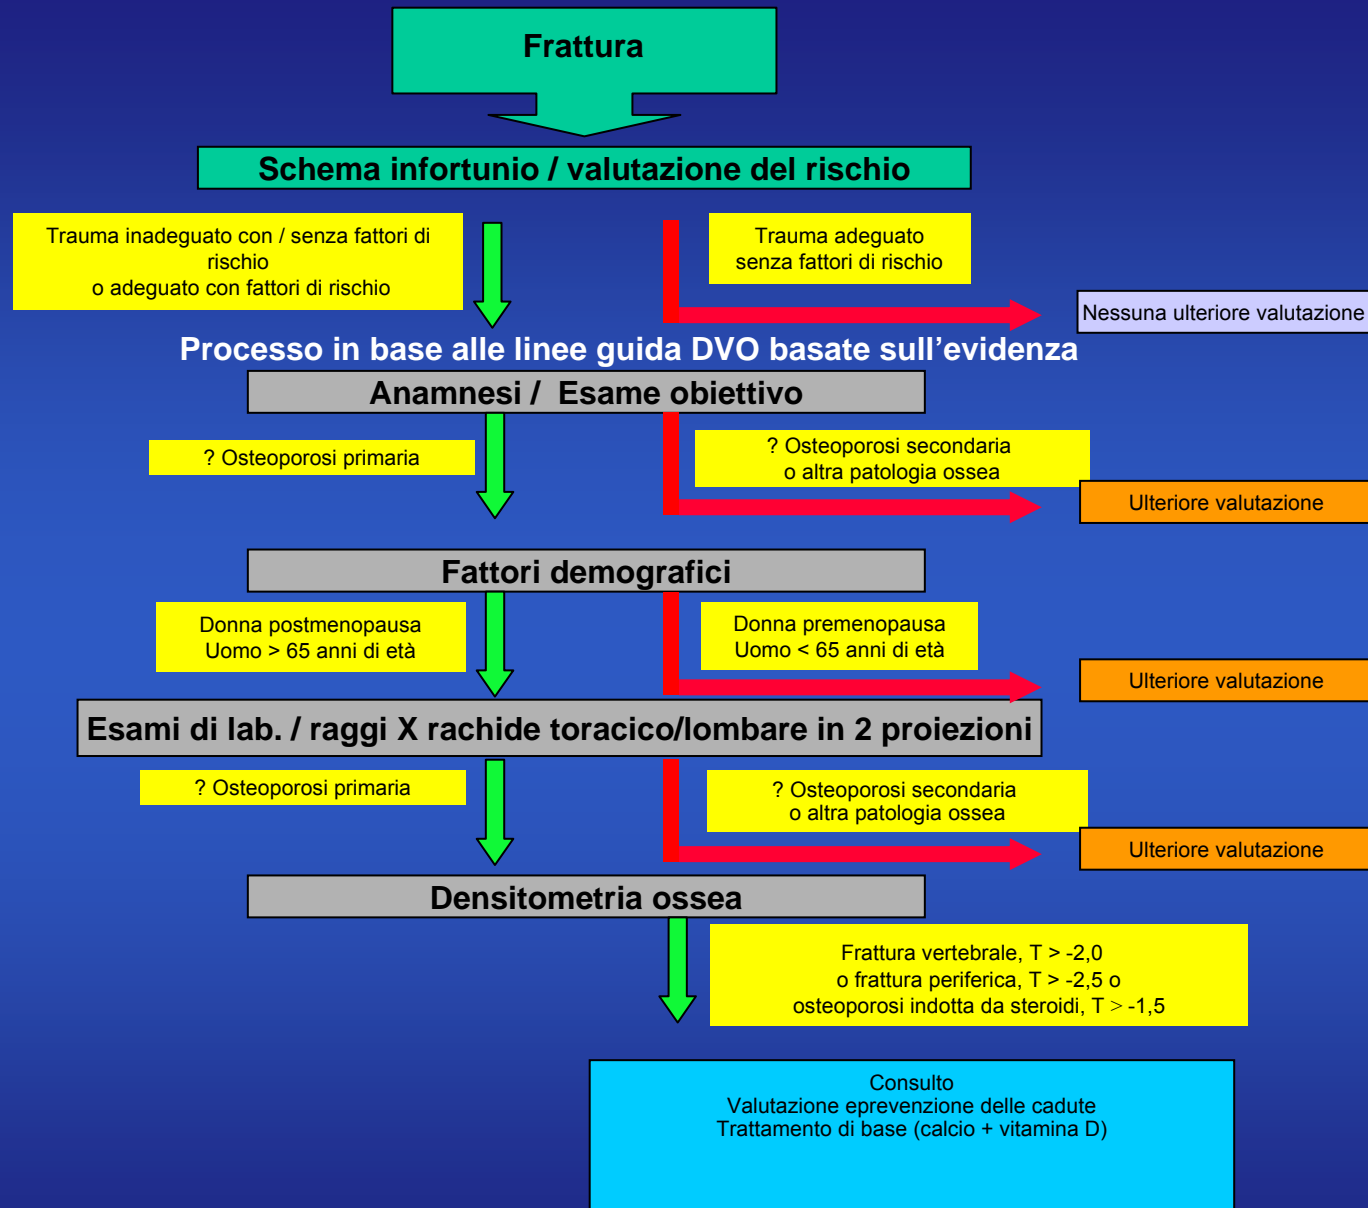 Frattura
Schema infortunio / valutazione del rischio
Trauma inadeguato con / senza fattori di
rischio
o adeguato con fattori di rischio
Trauma adeguato
senza fattori di rischio
Nessuna ulteriore valutazione
Processo in base alle linee guida DVO basate sull'evidenza
Anamnesi / Esame obiettivo
? Osteoporosi primaria
? Osteoporosi secondaria
o altra patologia ossea
Ulteriore valutazione
Fattori demografici
Donna postmenopausa
Uomo > 65 anni di età
Donna premenopausa
Uomo < 65 anni di età
Ulteriore valutazione
Esami di lab. / raggi X rachide toracico/lombare in 2 proiezioni
? Osteoporosi primaria
? Osteoporosi secondaria
o altra patologia ossea
Ulteriore valutazione
Densitometria ossea
Frattura vertebrale, T > -2,0
o frattura periferica, T > -2,5 o
osteoporosi indotta da steroidi, T > -1,5
Consulto
Valutazione eprevenzione delle cadute
Trattamento di base (calcio + vitamina D)